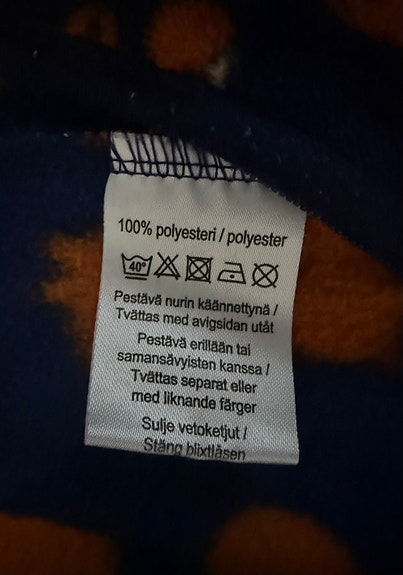 100% polyesteri / polyester
40°
Pestävä nurin käännettynä /
Tvättas med avigsidan utåt
Pestävä erillään tai
samansävyisten kanssa /
Tvättas separat eller
med liknande färger
Sulje vetoketjut /
Stäng blixtlåsen